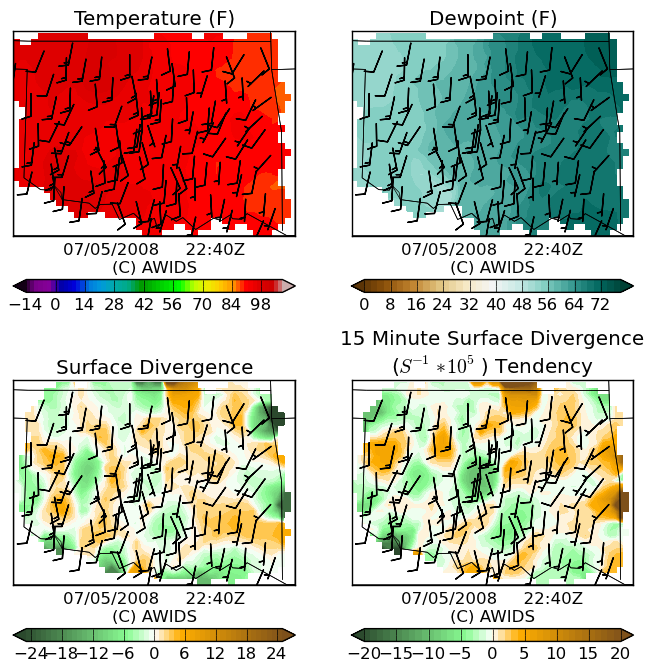 Temperature (F)
Dewpoint (F)
07/05/2008 22:40Z
(C) AWIDS
07/05/2008 22:40Z
(C) AWIDS
−14 0 14 28 42 56 70 84 98
0 8 16 24 32 40 48 56 64 72
Surface Divergence
15 Minute Surface Divergence
(S⁻¹ *10⁵ ) Tendency
07/05/2008 22:40Z
(C) AWIDS
07/05/2008 22:40Z
(C) AWIDS
−24 −18 −12 −6 0 6 12 18 24
−20 −15 −10 −5 0 5 10 15 20